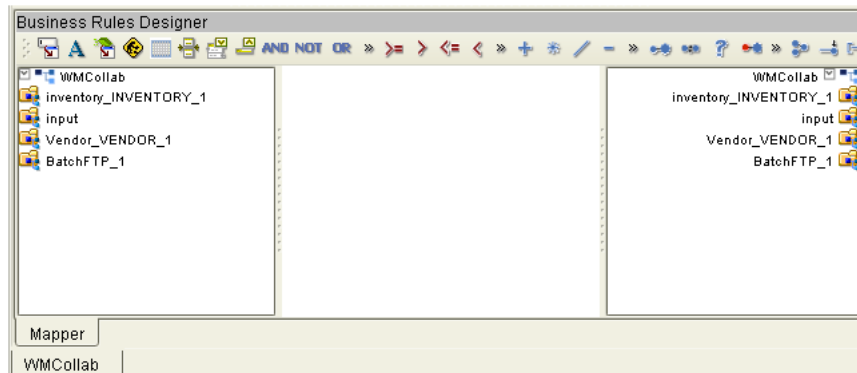 Business Rules Designer
A AND NOT OR » >= > <= < » + * / - » ? »
WMCollab WMCollab
inventory_INVENTORY_1 inventory_INVENTORY_1
input input
Vendor_VENDOR_1 Vendor_VENDOR_1
BatchFTP_1 BatchFTP_1
Mapper
WMCollab